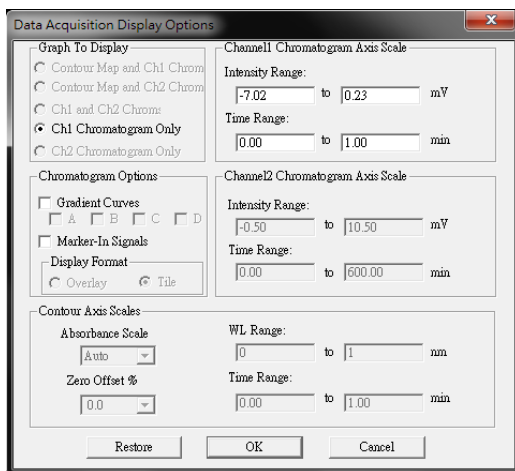 Data Acquisition Display Options
Graph To Display
Contour Map and Ch1 Chrom
Contour Map and Ch2 Chrom
Ch1 and Ch2 Chroms
Ch1 Chromatogram Only
Ch2 Chromatogram Only
Channel1 Chromatogram Axis Scale
Intensity Range:
-7.02 to 0.23 mV
Time Range:
0.00 to 1.00 min
Chromatogram Options
Gradient Curves
A B C D
Marker-In Signals
Display Format
Overlay Tile
Channel2 Chromatogram Axis Scale
Intensity Range:
-0.50 to 10.50 mV
Time Range:
0.00 to 600.00 min
Contour Axis Scales
Absorbance Scale
Auto
Zero Offset %
0.0
WL Range:
0 to 1 nm
Time Range:
0.00 to 1.00 min
Restore OK Cancel